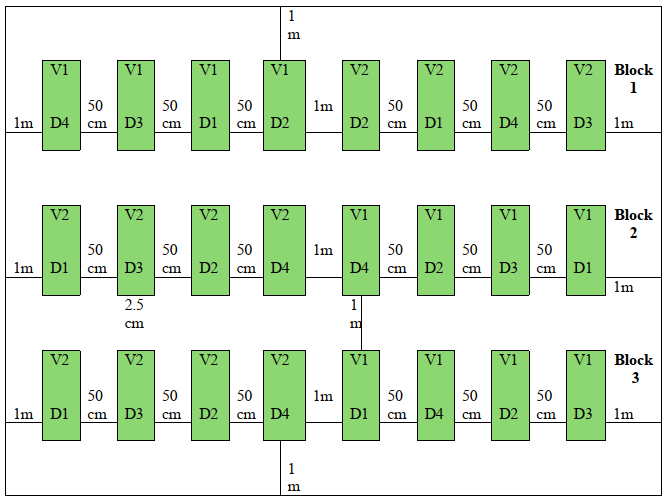 1
m
V1 V1 V1 V1 V2 V2 V2 V2 Block
1
50 50 50 1m 50 50 50
1m D4 cm D3 cm D1 cm D2 D2 cm D1 cm D4 cm D3 1m
V2 V2 V2 V2 V1 V1 V1 V1 Block
2
50 50 50 1m 50 50 50
1m D1 cm D3 cm D2 cm D4 D4 cm D2 cm D3 cm D1
1m
2.5 1
cm m
V2 V2 V2 V2 V1 V1 V1 V1 Block
3
50 50 50 1m 50 50 50
1m D1 cm D3 cm D2 cm D4 D1 cm D4 cm D2 cm D3 1m
1
m